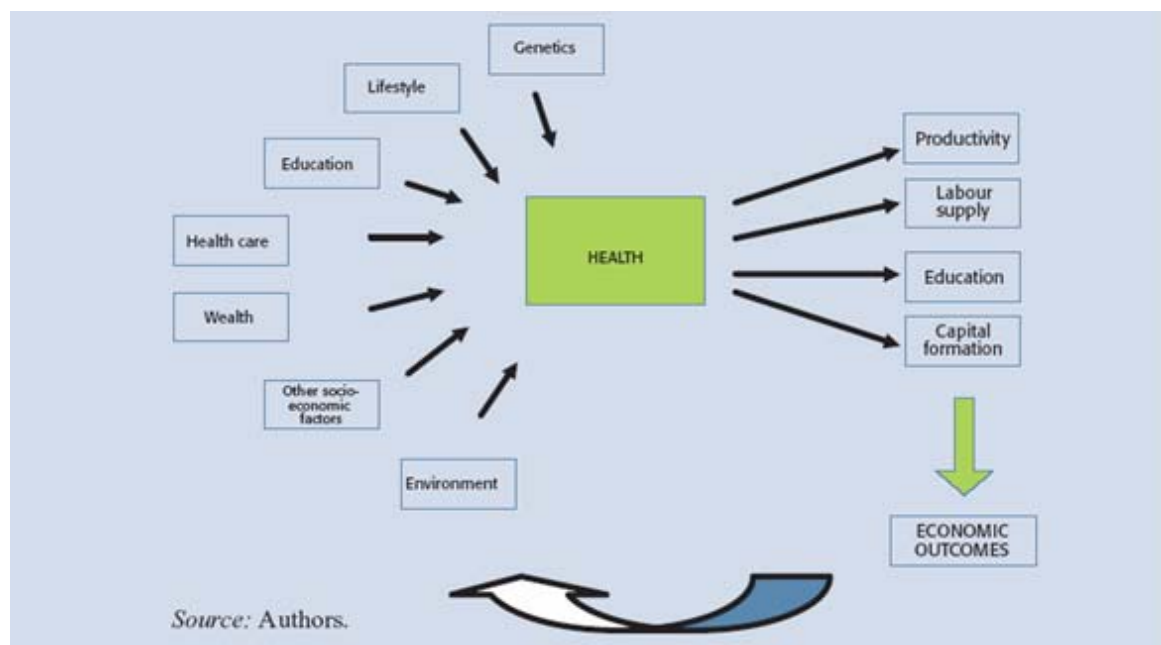 Genetics
Lifestyle
Education
Health care
Wealth
Other socio-
economic
factors
Environment
HEALTH
Productivity
Labour
supply
Education
Capital
formation
ECONOMIC
OUTCOMES
Source: Authors.